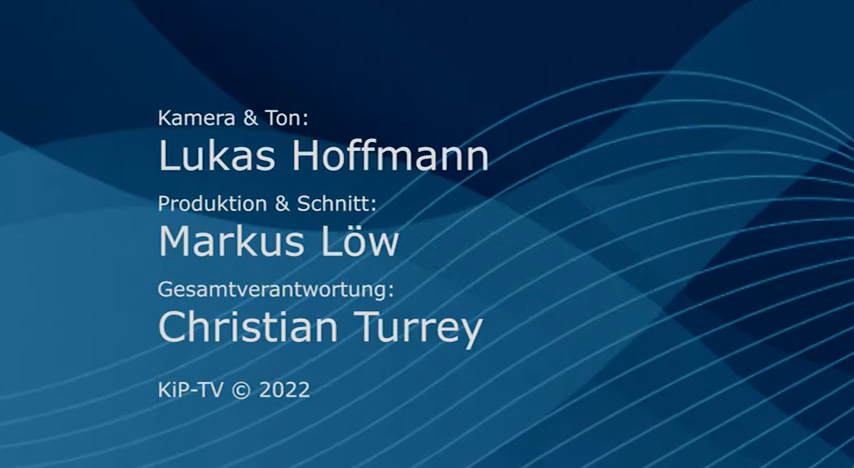 Kamera & Ton:
Lukas Hoffmann
Produktion & Schnitt:
Markus Löw
Gesamtverantwortung:
Christian Turrey
KiP-TV © 2022